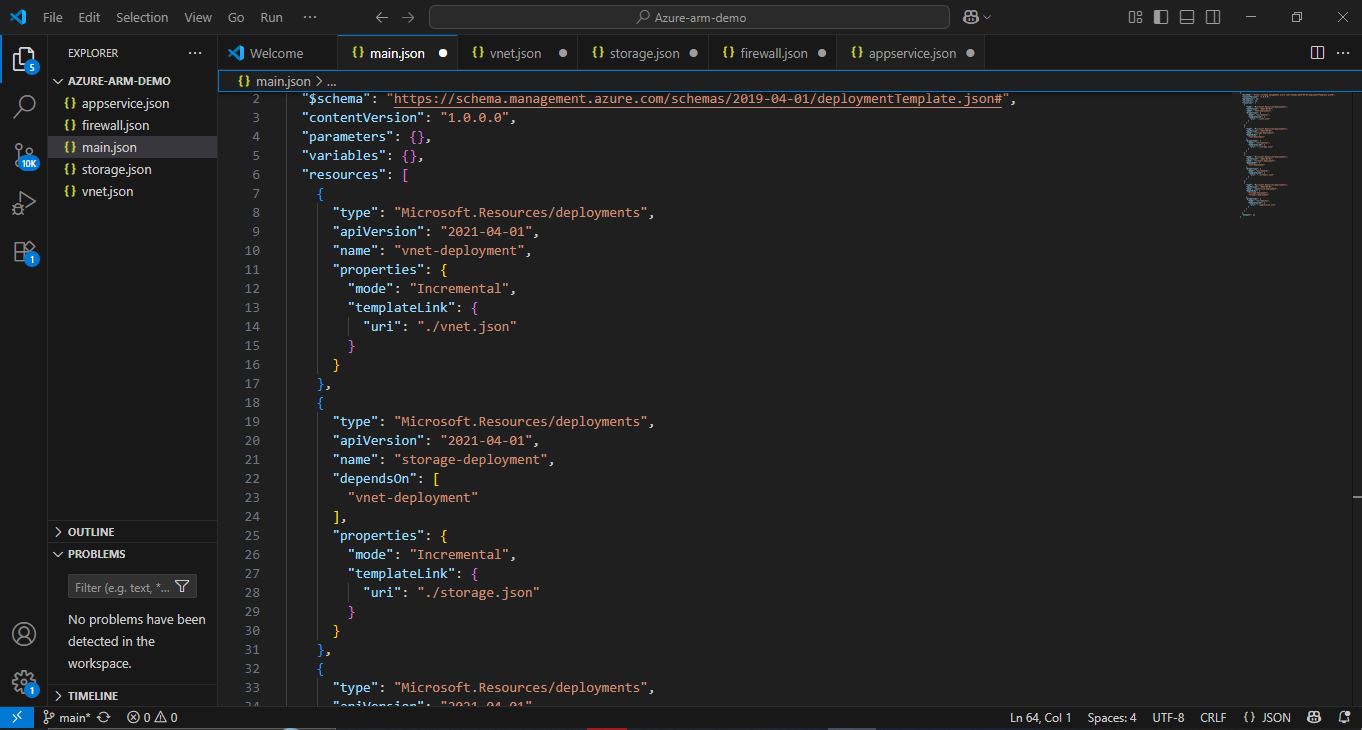 File Edit Selection View Go Run ··· Azure-arm-demo
EXPLORER ···
AZURE-ARM-DEMO
appservice.json
firewall.json
main.json
storage.json
vnet.json
5
10K
1
OUTLINE
PROBLEMS
Filter (e.g. text, *...
No problems have been
detected in the
workspace.
TIMELINE
1
Welcome {} main.json {} vnet.json {} storage.json {} firewall.json {} appservice.json ···
{} main.json > ...
2 "$schema": "https://schema.management.azure.com/schemas/2019-04-01/deploymentTemplate.json#",
3 "contentVersion": "1.0.0.0",
4 "parameters": {},
5 "variables": {},
6 "resources": [
7 {
8 "type": "Microsoft.Resources/deployments",
9 "apiVersion": "2021-04-01",
10 "name": "vnet-deployment",
11 "properties": {
12 "mode": "Incremental",
13 "templateLink": {
14 "uri": "./vnet.json"
15 }
16 }
17 },
18 {
19 "type": "Microsoft.Resources/deployments",
20 "apiVersion": "2021-04-01",
21 "name": "storage-deployment",
22 "dependsOn": [
23 "vnet-deployment"
24 ],
25 "properties": {
26 "mode": "Incremental",
27 "templateLink": {
28 "uri": "./storage.json"
29 }
30 }
31 },
32 {
33 "type": "Microsoft.Resources/deployments",
34 "apiVersion": "2021-04-01",
main* 0 0 Ln 64, Col 1 Spaces: 4 UTF-8 CRLF {} JSON